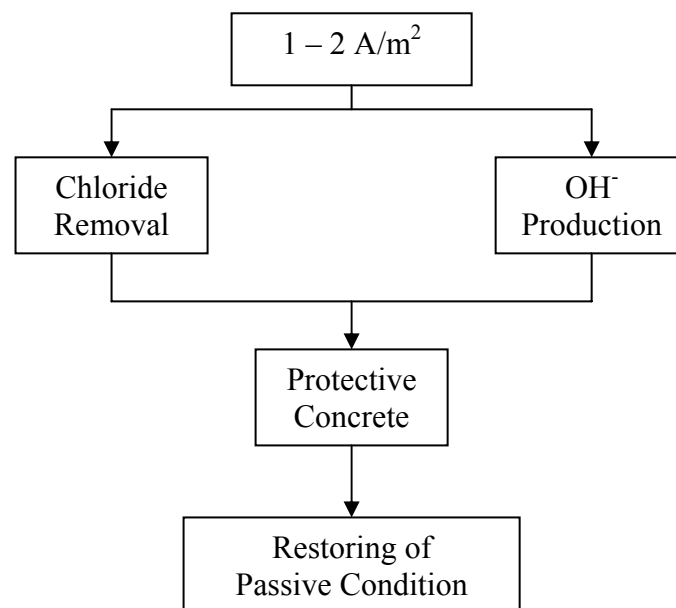 1 – 2 A/m²
Chloride
Removal
OH⁻
Production
Protective
Concrete
Restoring of
Passive Condition